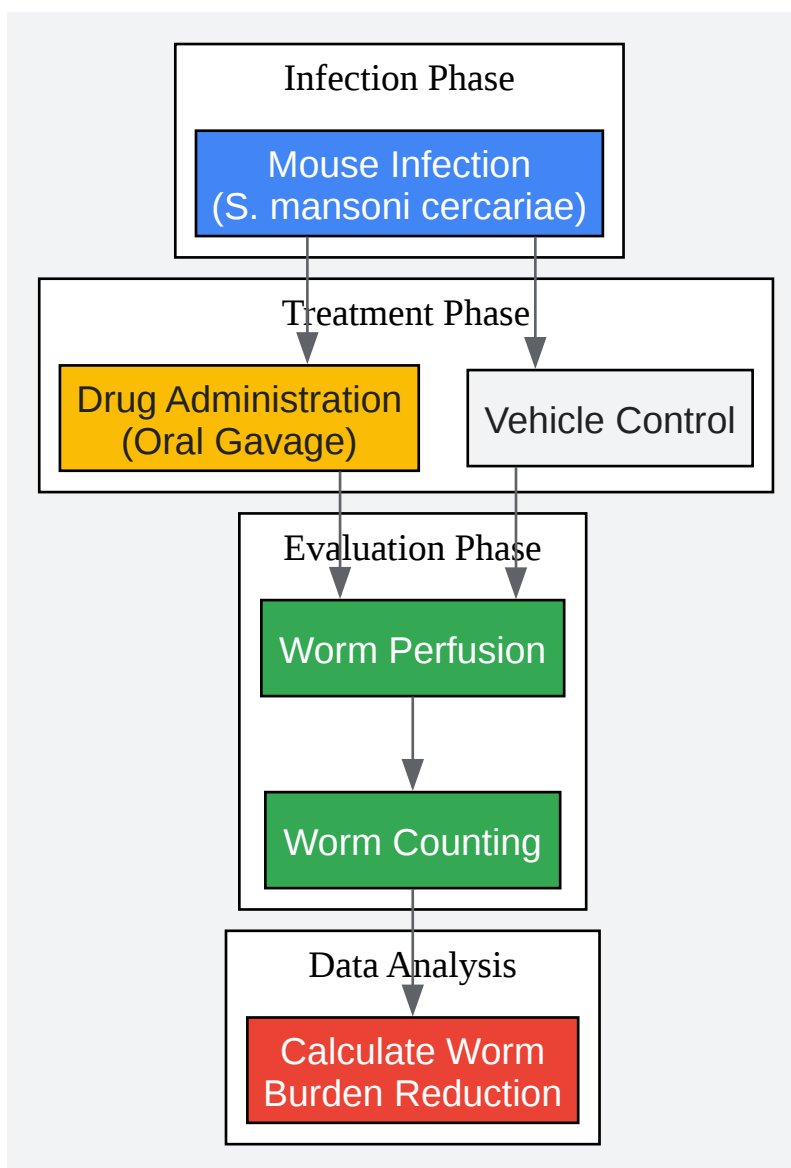 Infection Phase
Mouse Infection
(S. mansoni cercariae)
Treatment Phase
Drug Administration
(Oral Gavage)
Vehicle Control
Evaluation Phase
Worm Perfusion
Worm Counting
Data Analysis
Calculate Worm
Burden Reduction